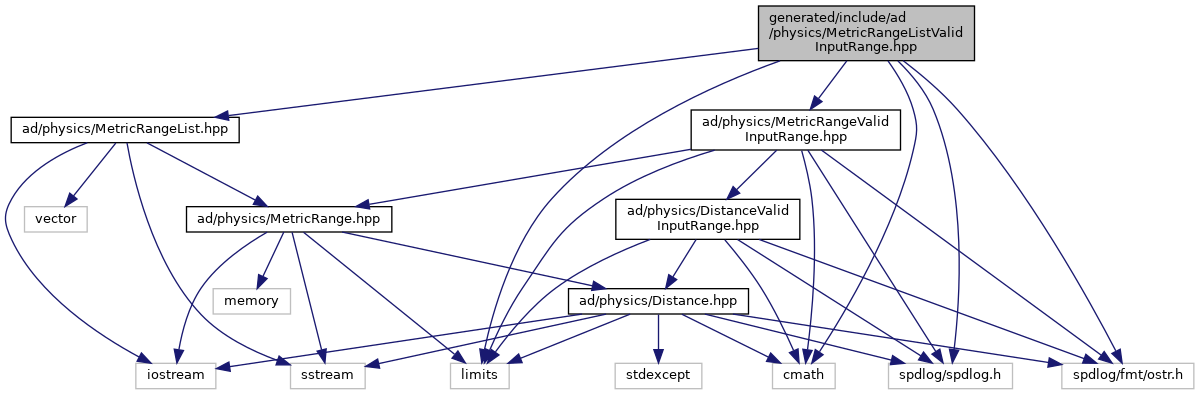 generated/include/ad
/physics/MetricRangeListValid
InputRange.hpp
ad/physics/MetricRangeList.hpp
ad/physics/MetricRangeValid
InputRange.hpp
vector
ad/physics/MetricRange.hpp
ad/physics/DistanceValid
InputRange.hpp
memory
ad/physics/Distance.hpp
iostream
sstream
limits
stdexcept
cmath
spdlog/spdlog.h
spdlog/fmt/ostr.h